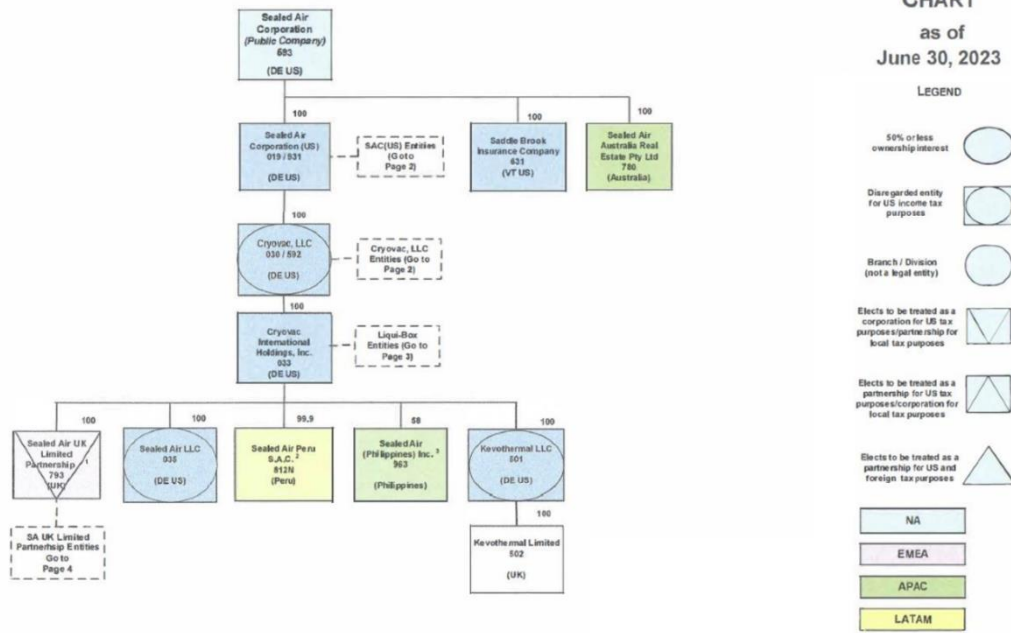 CHART
as of
June 30, 2023
LEGEND
Sealed Air
Corporation
(Public Company)
593
(DE US)
100
100
100
Sealed Air
Corporation (US)
019 / 531
(DE US)
SAC(US) Entities
(Goto
Page 2)
Saddle Brook
Insurance Company
631
(VT US)
Sealed Air
Australia Real
Estate Pty Ltd
780
(Australia)
100
Cryovac, LLC
030 / 592
(DE US)
Cryovac, LLC
Entities (Go to
Page 2)
100
Cryovac
International
Holdings, Inc.
033
(DE US)
Liqui-Box
Entities (Go to
Page 3)
100
100
99.9
58
100
Sealed Air UK
Limited
Partnership 1
793
(UK)
Sealed Air LLC
035
(DE US)
Sealed Air Peru
S.A.C. 2
812N
(Peru)
Sealed Air
(Philippines) Inc. 3
963
(Philippines)
Kevothermal LLC
501
(DE US)
100
SA UK Limited
Partnerhsip Entities
Go to
Page 4
Kevothermal Limited
502
(UK)
50% or less
ownership interest
Disregarded entity
for US income tax
purposes
Branch / Division
(not a legal entity)
Elects to be treated as a
corporation for US tax
purposes/partnership for
local tax purposes
Elects to be treated as a
partnership for US tax
purposes/corporation for
local tax purposes
Elects to be treated as a
partnership for US and
foreign tax purposes
NA
EMEA
APAC
LATAM